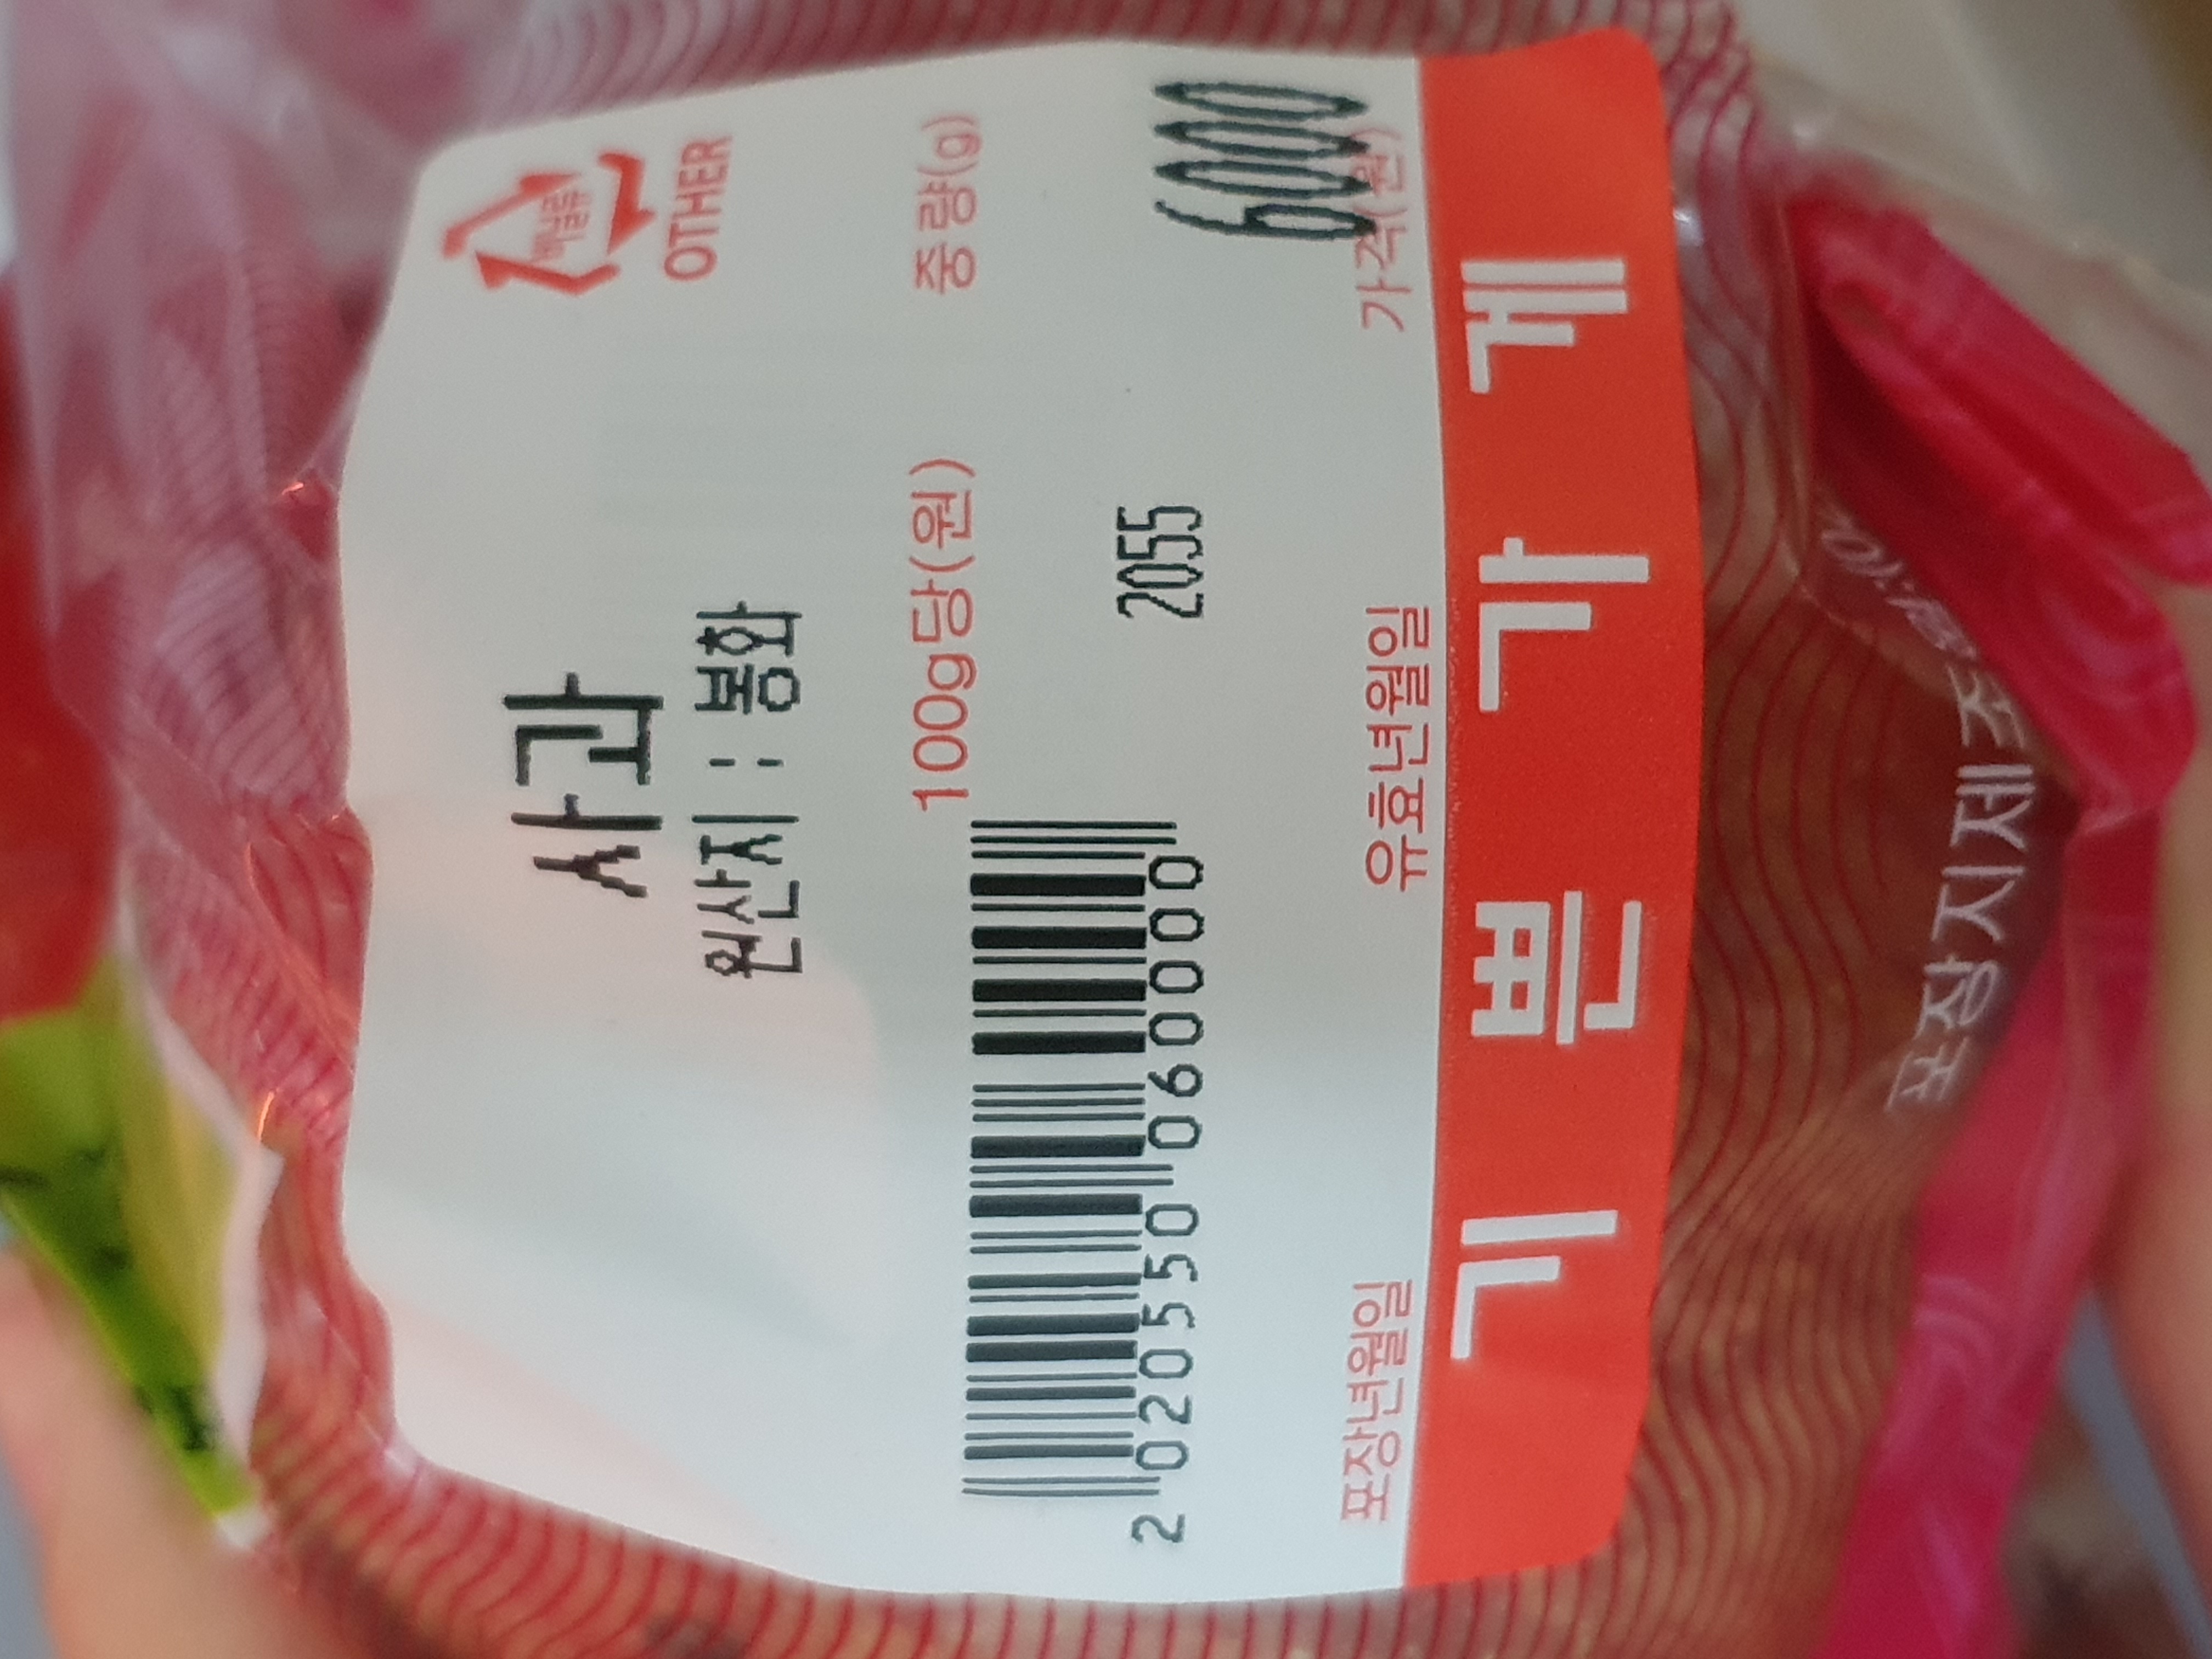 사과
비닐류
OTHER
원산지 : 봉화
100g당(원) 중량(g)
2 020550 060000
2055
6000
포장년월일 유효년월일 가격(원)
기쁜가게
포장지제조원:(0